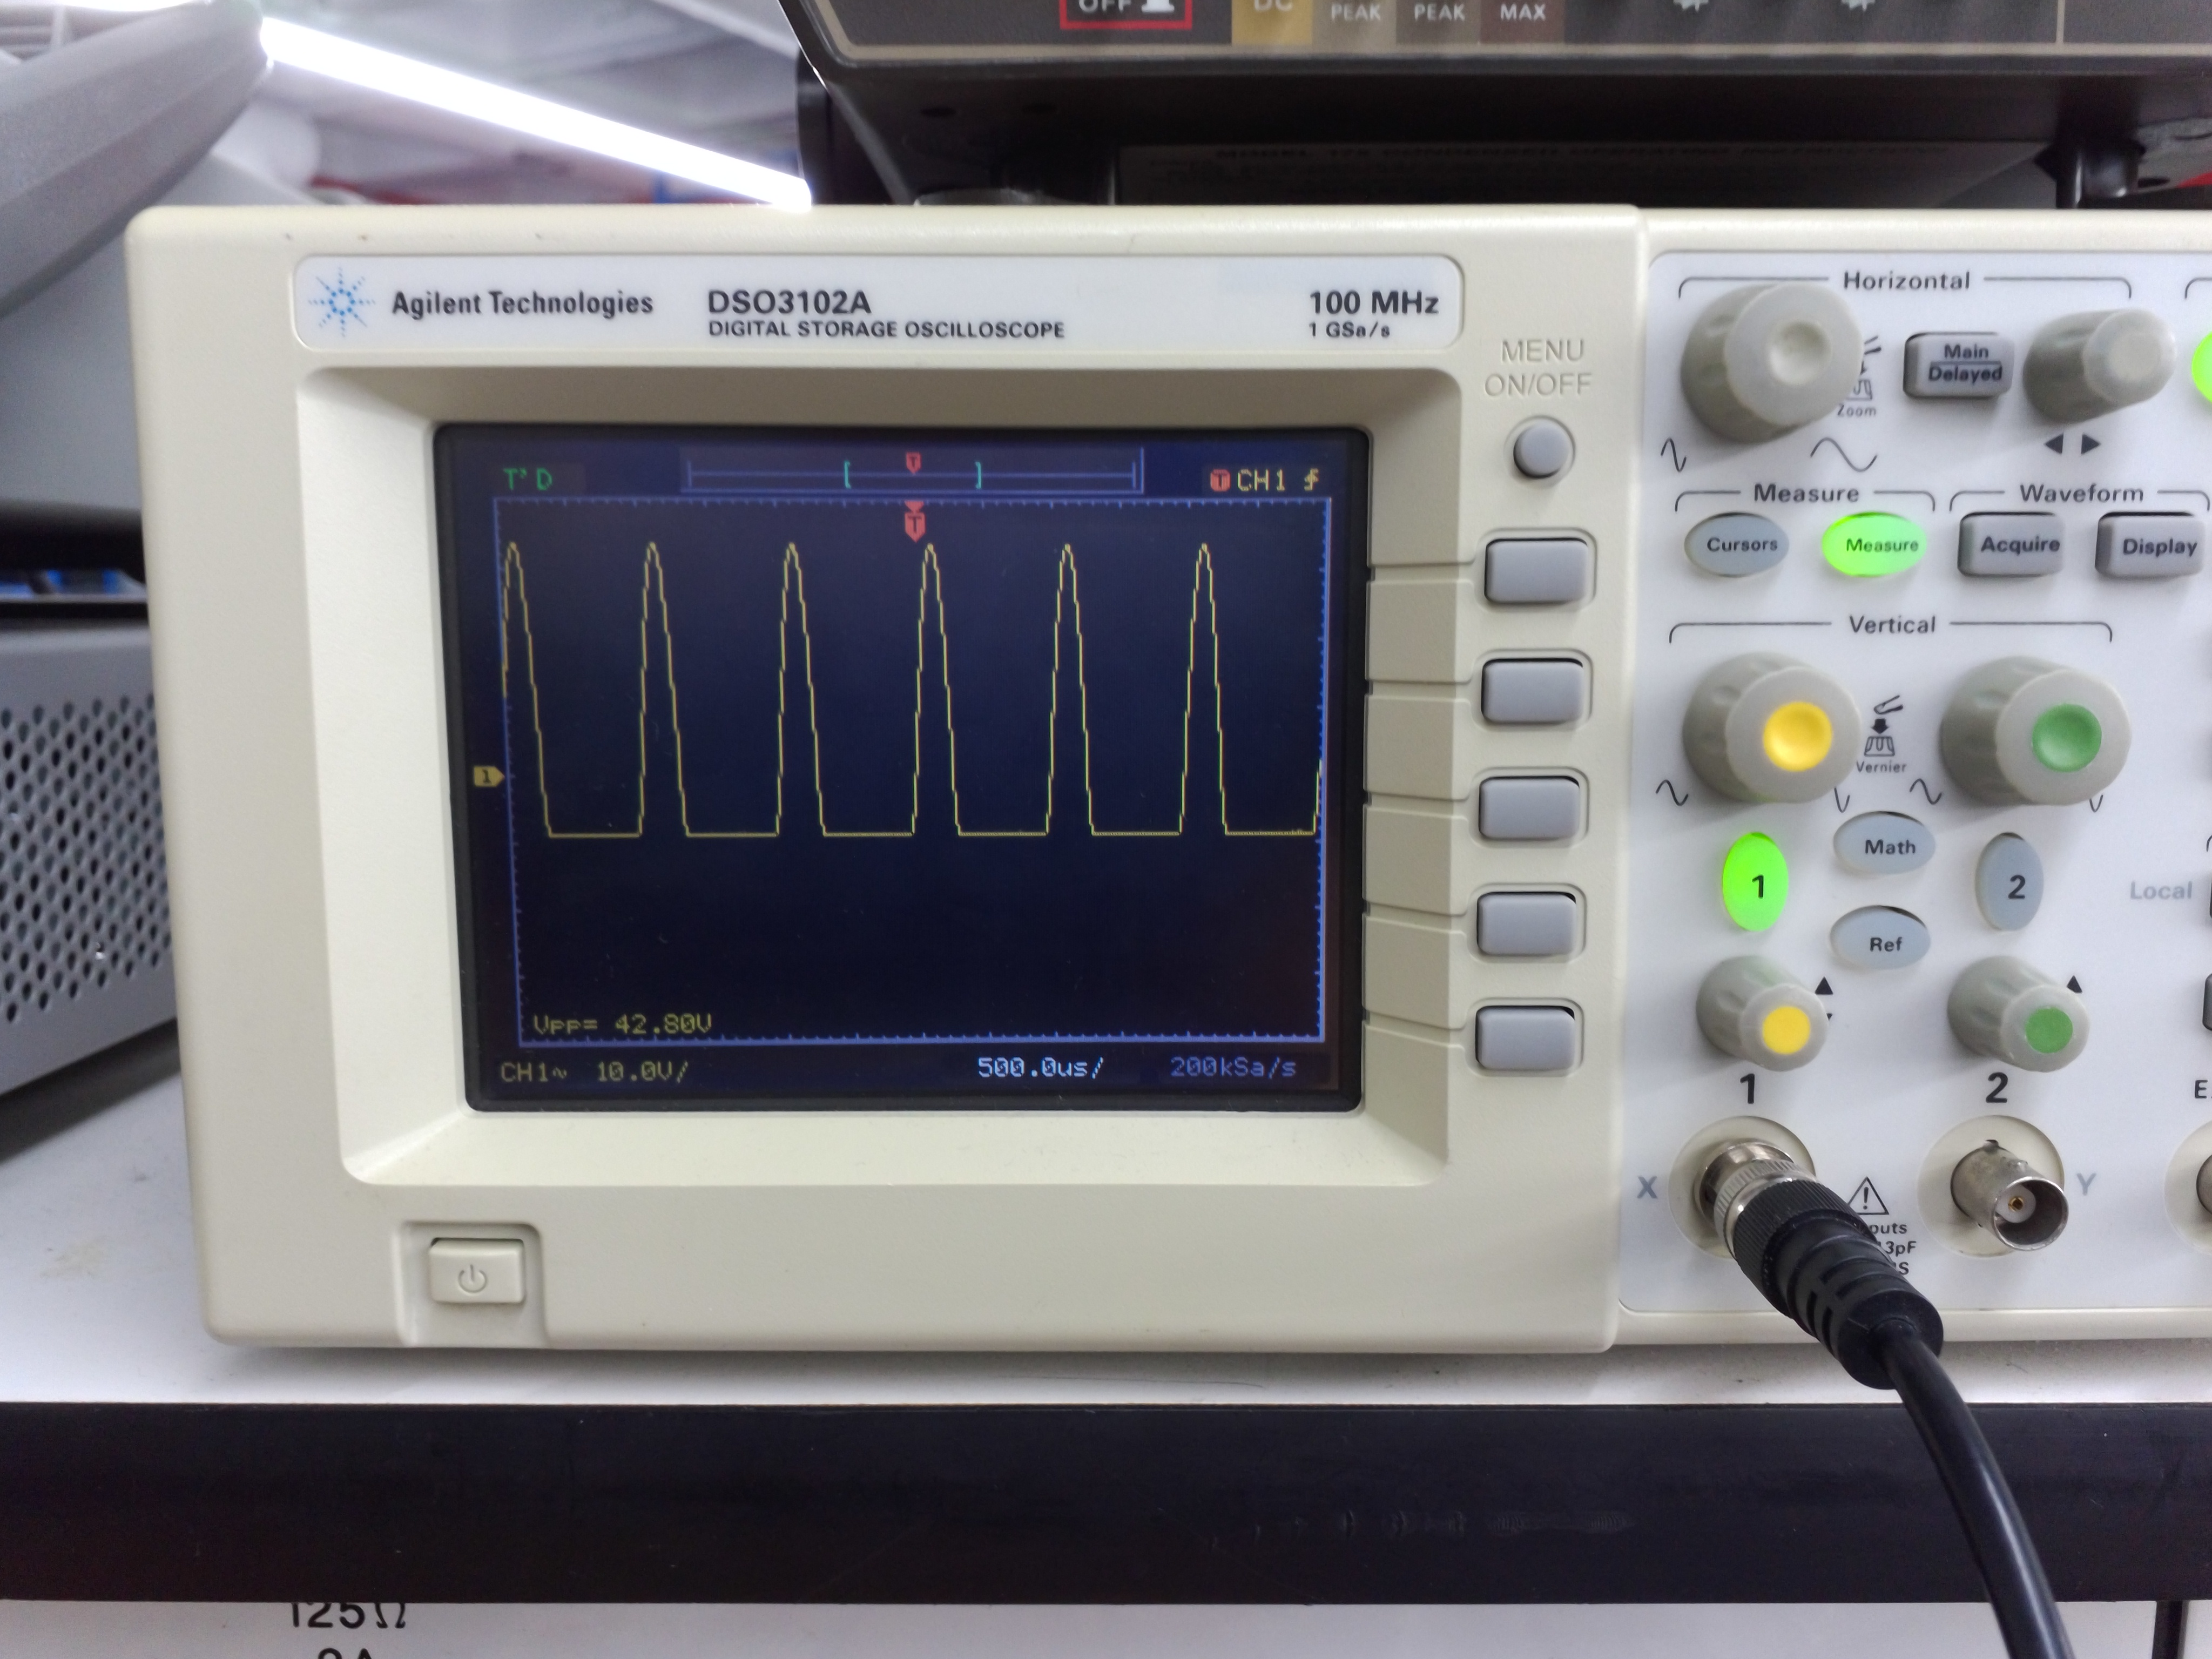 OFF
DC
PEAK
PEAK
MAX
Agilent Technologies
DSO3102A
DIGITAL STORAGE OSCILLOSCOPE
100 MHz
1 GSa/s
MENU
ON/OFF
Horizontal
Main
Delayed
Zoom
Measure
Waveform
Cursors
Measure
Acquire
Display
Vertical
Vernier
Math
1
2
Local
Ref
1
2
X
Y
13pF
T'D
T
T CH1
T
1
Vpp= 42.80V
CH1~ 10.0V/
500.0us/
200kSa/s
125Ω